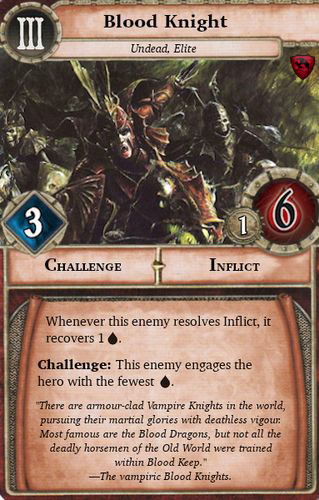 III
Blood Knight
Undead, Elite
3
1
6
CHALLENGE
INFLICT
Whenever this enemy resolves Inflict, it
recovers 1 .
Challenge: This enemy engages the
hero with the fewest .
"There are armour-clad Vampire Knights in the world,
pursuing their martial glories with deathless vigour.
Most famous are the Blood Dragons, but not all the
deadly horsemen of the Old World were trained
within Blood Keep."
—The vampiric Blood Knights.